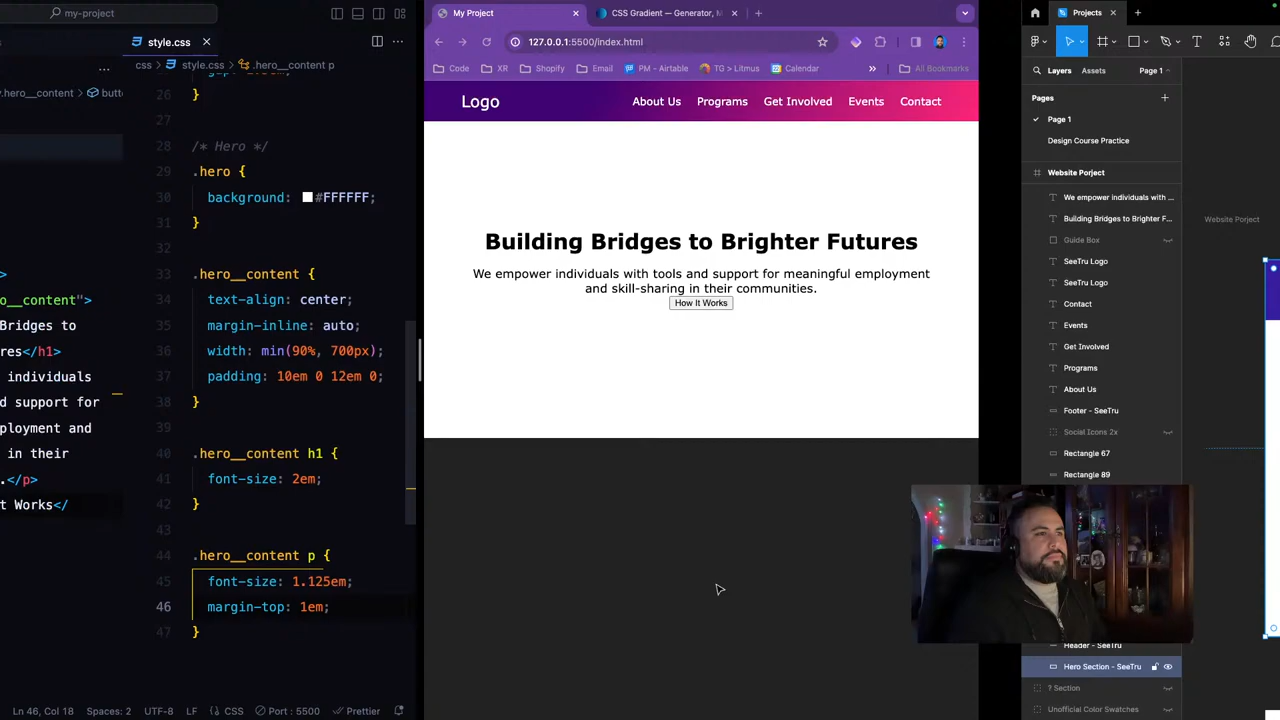 my-project
style.css
css > style.css > .hero__content p
y.hero__content > butt
26 }
27
28 /* Hero */
29 .hero {
30 background: #FFFFFF;
31 }
32
33 .hero__content {
34 text-align: center;
35 margin-inline: auto;
36 width: min(90%, 700px);
37 padding: 10em 0 12em 0;
38 }
39
40 .hero__content h1 {
41 font-size: 2em;
42 }
43
44 .hero__content p {
45 font-size: 1.125em;
46 margin-top: 1em;
47 }
>
ero__content">
Bridges to
res</h1>
individuals
d support for
ployment and
in their
.</p>
t Works</
Ln 46, Col 18 Spaces: 2 UTF-8 LF {} CSS Port : 5500 Prettier
My Project
CSS Gradient — Generator, M
127.0.0.1:5500/index.html
Code XR Shopify Email PM - Airtable TG > Litmus Calendar » All Bookmarks
Logo About Us Programs Get Involved Events Contact
Building Bridges to Brighter Futures
We empower individuals with tools and support for meaningful employment
and skill-sharing in their communities.
How It Works
Projects
Layers Assets Page 1
Pages
Page 1
Design Course Practice
Website Porject
We empower individuals with ...
Building Bridges to Brighter F...
Guide Box
SeeTru Logo
SeeTru Logo
Contact
Events
Get Involved
Programs
About Us
Footer - SeeTru
Social Icons 2x
Rectangle 67
Rectangle 89
Header - SeeTru
Hero Section - SeeTru
? Section
Unofficial Color Swatches
Website Porject